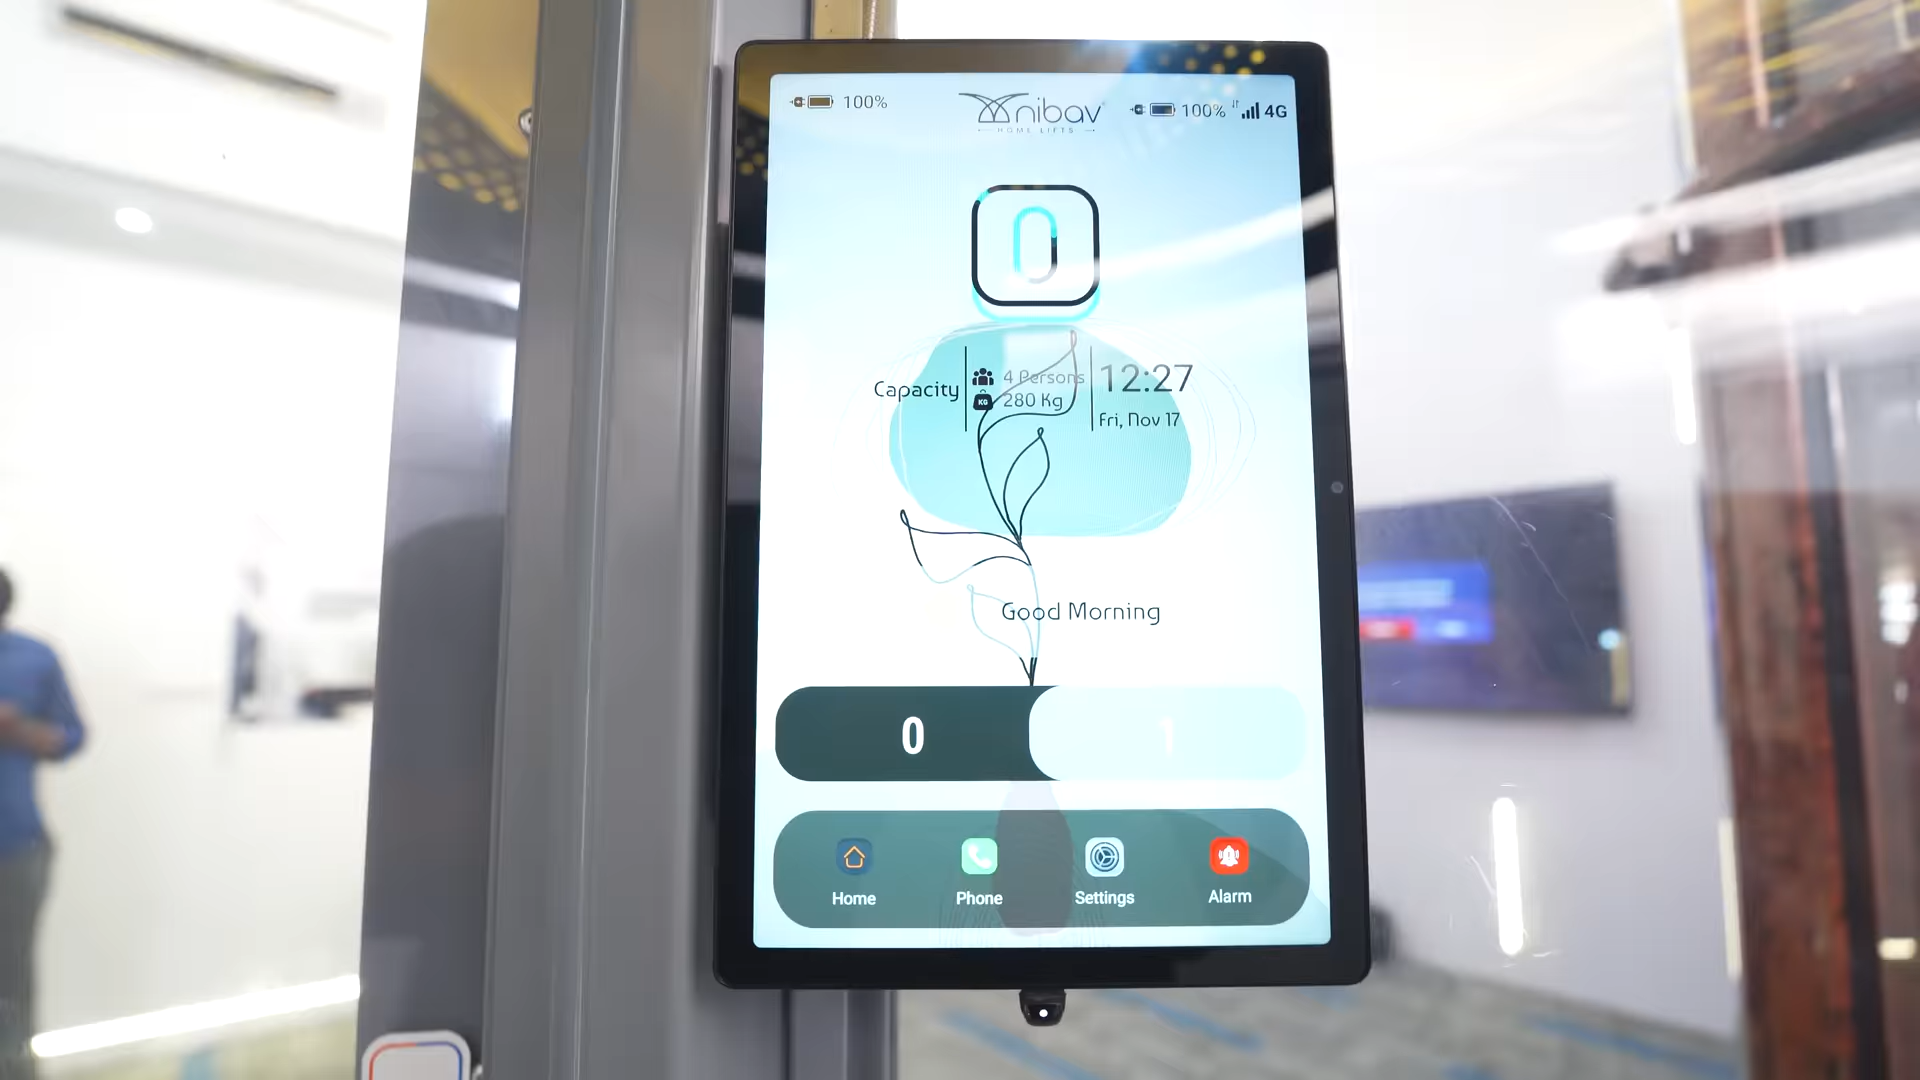 100%
nibav
HOME LIFTS
100% 4G
0
Capacity
4 Persons
280 Kg
12:27
Fri, Nov 17
Good Morning
0 1
Home Phone Settings Alarm